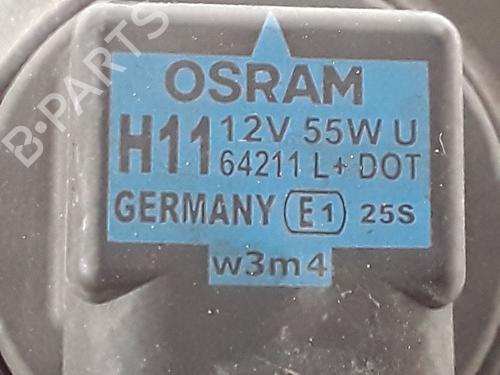 OSRAM
H11 12V 55W U
64211 L+ DOT
GERMANY E1 25S
w3m4
B-PARTS